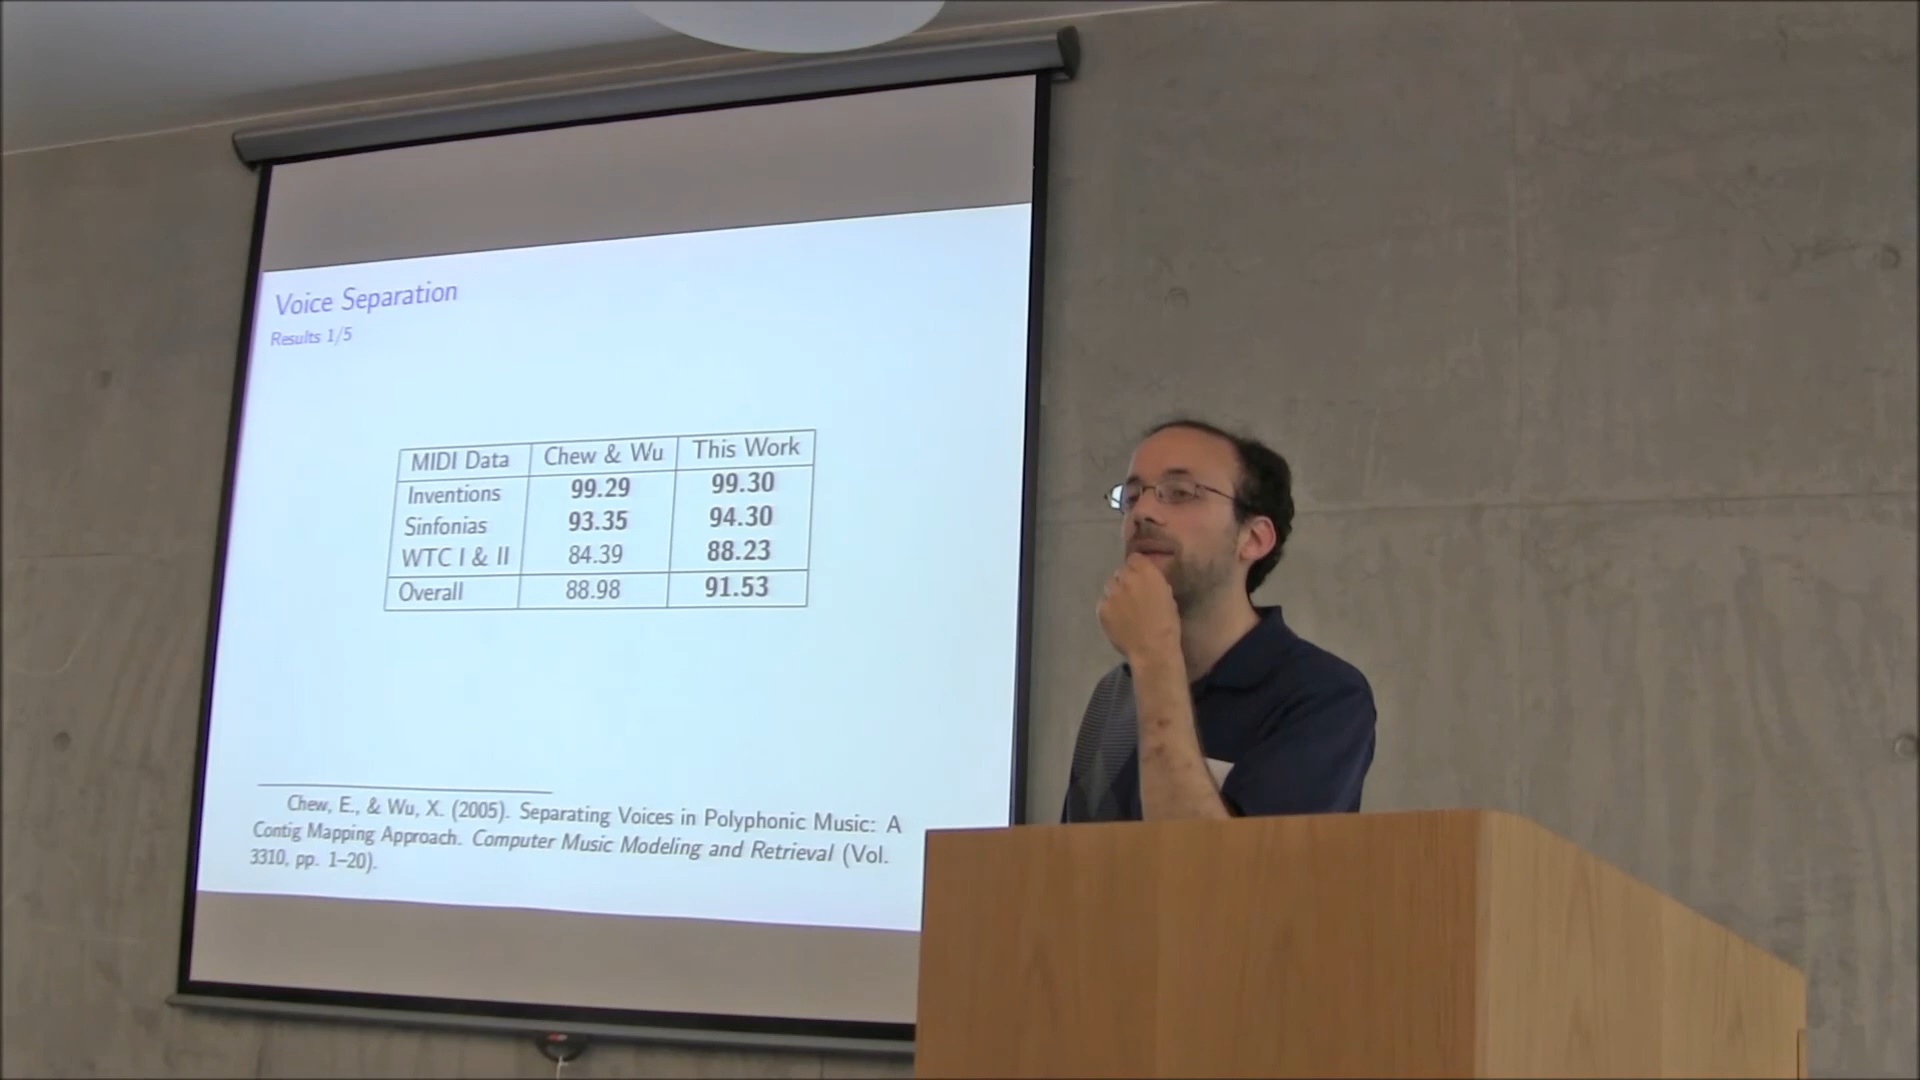 Voice Separation
Results 1/5
MIDI Data Chew & Wu This Work
Inventions 99.29 99.30
Sinfonias 93.35 94.30
WTC I & II 84.39 88.23
Overall 88.98 91.53
Chew, E., & Wu, X. (2005). Separating Voices in Polyphonic Music: A
Contig Mapping Approach. Computer Music Modeling and Retrieval (Vol.
3310, pp. 1–20).